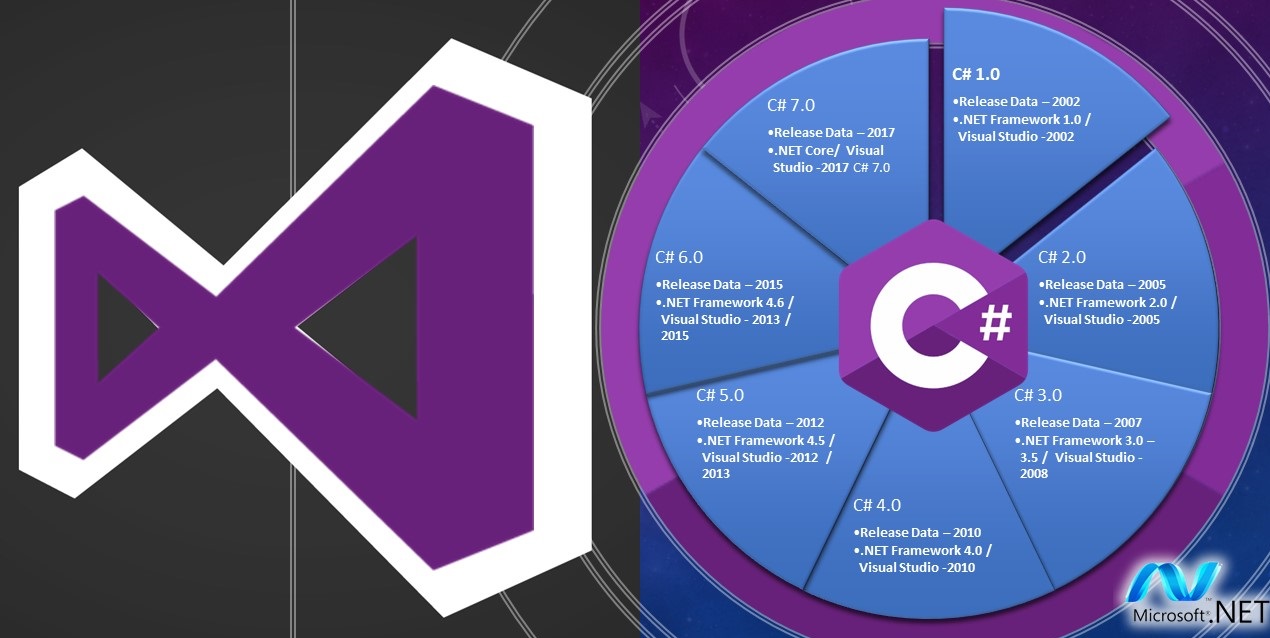 C# 1.0
•Release Data – 2002
•.NET Framework 1.0 /
Visual Studio -2002
C# 2.0
•Release Data – 2005
•.NET Framework 2.0 /
Visual Studio -2005
C# 3.0
•Release Data – 2007
•.NET Framework 3.0 –
3.5 / Visual Studio -
2008
C# 4.0
•Release Data – 2010
•.NET Framework 4.0 /
Visual Studio -2010
C# 5.0
•Release Data – 2012
•.NET Framework 4.5 /
Visual Studio -2012 /
2013
C# 6.0
•Release Data – 2015
•.NET Framework 4.6 /
Visual Studio - 2013 /
2015
C# 7.0
•Release Data – 2017
•.NET Core/ Visual
Studio -2017 C# 7.0
C#
Microsoft® .NET